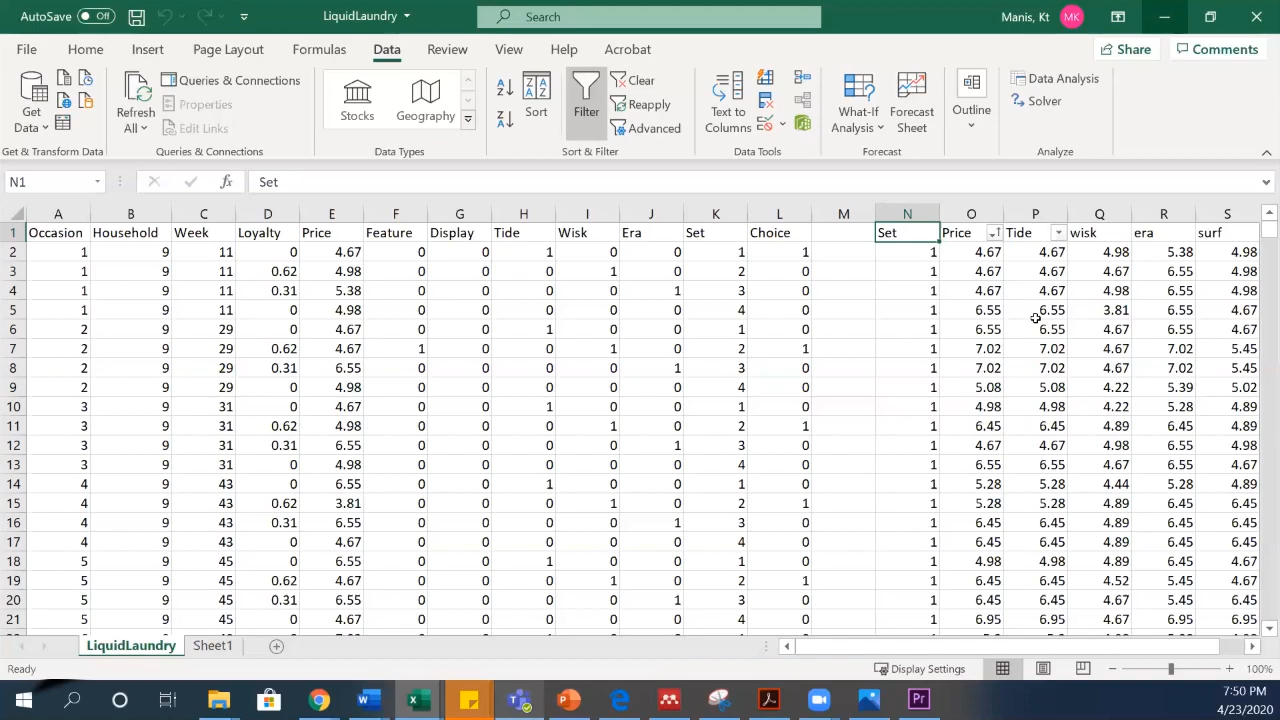 AutoSave Off LiquidLaundry Search Manis, Kt MK
File Home Insert Page Layout Formulas Data Review View Help Acrobat Share Comments
Get Data Refresh All Queries & Connections Properties Edit Links Stocks Geography Sort Filter Clear Reapply Advanced Text to Columns What-If Analysis Forecast Sheet Outline Data Analysis Solver
Get & Transform Data Queries & Connections Data Types Sort & Filter Data Tools Forecast Analyze
N1 fx Set
A B C D E F G H I J K L M N O P Q R S
1 Occasion Household Week Loyalty Price Feature Display Tide Wisk Era Set Choice Set Price Tide wisk era surf
2 1 9 11 0 4.67 0 0 1 0 0 1 1 1 4.67 4.67 4.98 5.38 4.98
3 1 9 11 0.62 4.98 0 0 0 1 0 2 0 1 4.67 4.67 4.67 6.55 4.98
4 1 9 11 0.31 5.38 0 0 0 0 1 3 0 1 4.67 4.67 4.98 6.55 4.98
5 1 9 11 0 4.98 0 0 0 0 0 4 0 1 6.55 6.55 3.81 6.55 4.67
6 2 9 29 0 4.67 0 0 1 0 0 1 0 1 6.55 6.55 4.67 6.55 4.67
7 2 9 29 0.62 4.67 1 0 0 1 0 2 1 1 7.02 7.02 4.67 7.02 5.45
8 2 9 29 0.31 6.55 0 0 0 0 1 3 0 1 7.02 7.02 4.67 7.02 5.45
9 2 9 29 0 4.98 0 0 0 0 0 4 0 1 5.08 5.08 4.22 5.39 5.02
10 3 9 31 0 4.67 0 0 1 0 0 1 0 1 4.98 4.98 4.22 5.28 4.89
11 3 9 31 0.62 4.98 0 0 0 1 0 2 1 1 6.45 6.45 4.89 6.45 4.89
12 3 9 31 0.31 6.55 0 0 0 0 1 3 0 1 4.67 4.67 4.98 6.55 4.98
13 3 9 31 0 4.98 0 0 0 0 0 4 0 1 6.55 6.55 4.67 6.55 4.67
14 4 9 43 0 6.55 0 0 1 0 0 1 0 1 5.28 5.28 4.44 5.28 4.89
15 4 9 43 0.62 3.81 0 0 0 1 0 2 1 1 5.28 5.28 4.89 6.45 6.45
16 4 9 43 0.31 6.55 0 0 0 0 1 3 0 1 6.45 6.45 4.89 6.45 6.45
17 4 9 43 0 4.67 0 0 0 0 0 4 0 1 6.45 6.45 4.89 6.45 6.45
18 5 9 45 0 6.55 0 0 1 0 0 1 0 1 4.98 4.98 4.89 6.45 4.67
19 5 9 45 0.62 4.67 0 0 0 1 0 2 1 1 6.45 6.45 4.52 5.45 6.45
20 5 9 45 0.31 6.55 0 0 0 0 1 3 0 1 6.45 6.45 4.67 6.45 6.45
21 5 9 45 0 4.67 0 0 0 0 0 4 0 1 6.95 6.95 4.67 6.45 6.95
LiquidLaundry Sheet1
Ready Display Settings 100%
7:50 PM
4/23/2020